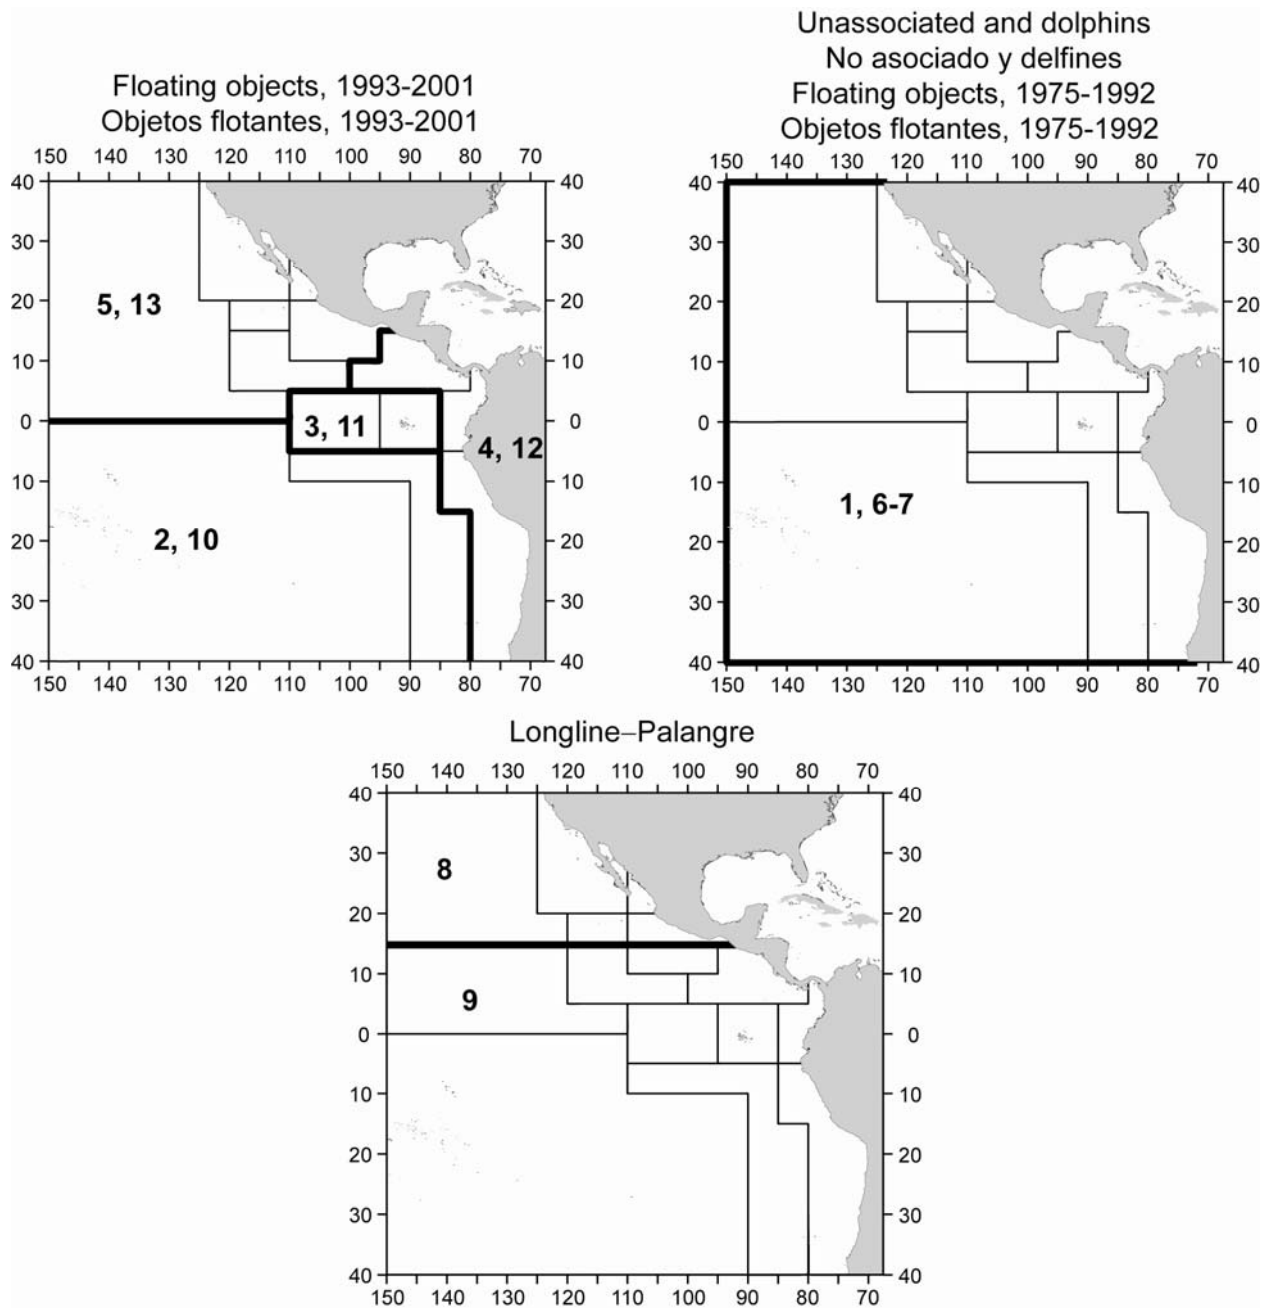 Floating objects, 1993-2001
Objetos flotantes, 1993-2001
150 140 130 120 110 100 90 80 70
40 40
30 30
20 20
10 10
0 0
10 10
20 20
30 30
40 40
5, 13
3, 11
4, 12
2, 10
150 140 130 120 110 100 90 80 70
Unassociated and dolphins
No asociado y delfines
Floating objects, 1975-1992
Objetos flotantes, 1975-1992
150 140 130 120 110 100 90 80 70
40 40
30 30
20 20
10 10
0 0
10 10
20 20
30 30
40 40
1, 6-7
150 140 130 120 110 100 90 80 70
Longline–Palangre
150 140 130 120 110 100 90 80 70
40 40
30 30
20 20
10 10
0 0
10 10
20 20
30 30
40 40
8
9
150 140 130 120 110 100 90 80 70